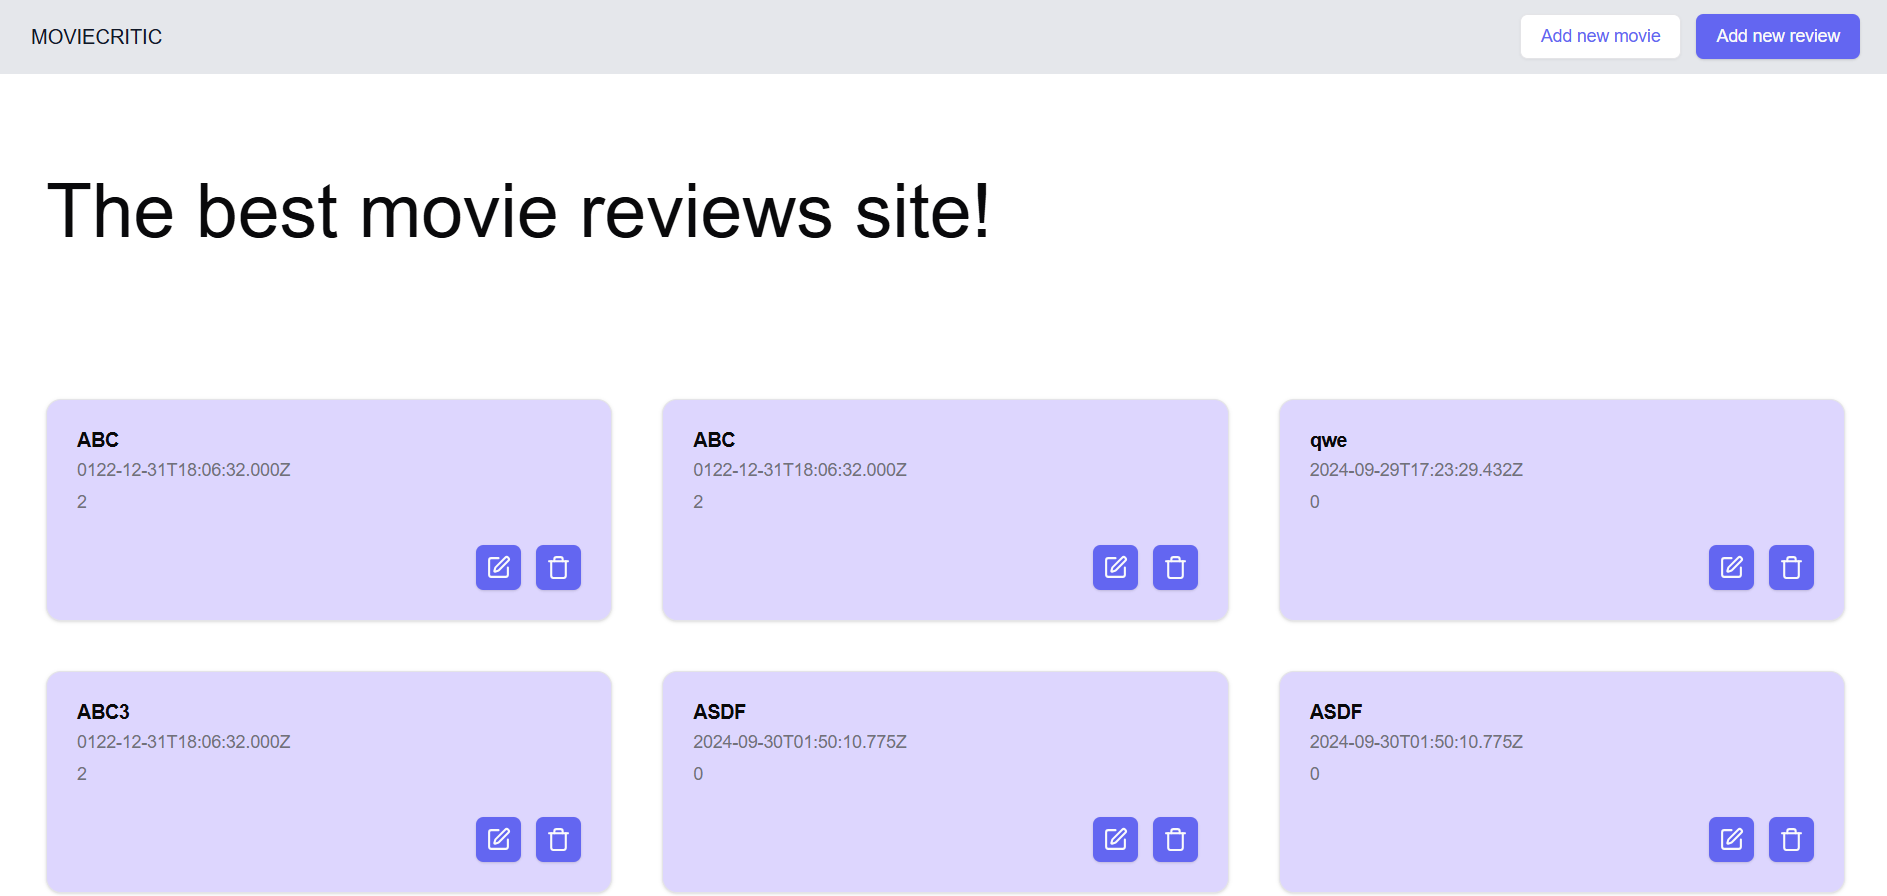 MOVIECRITIC
Add new movie
Add new review
The best movie reviews site!
ABC
0122-12-31T18:06:32.000Z
2
ABC
0122-12-31T18:06:32.000Z
2
qwe
2024-09-29T17:23:29.432Z
0
ABC3
0122-12-31T18:06:32.000Z
2
ASDF
2024-09-30T01:50:10.775Z
0
ASDF
2024-09-30T01:50:10.775Z
0